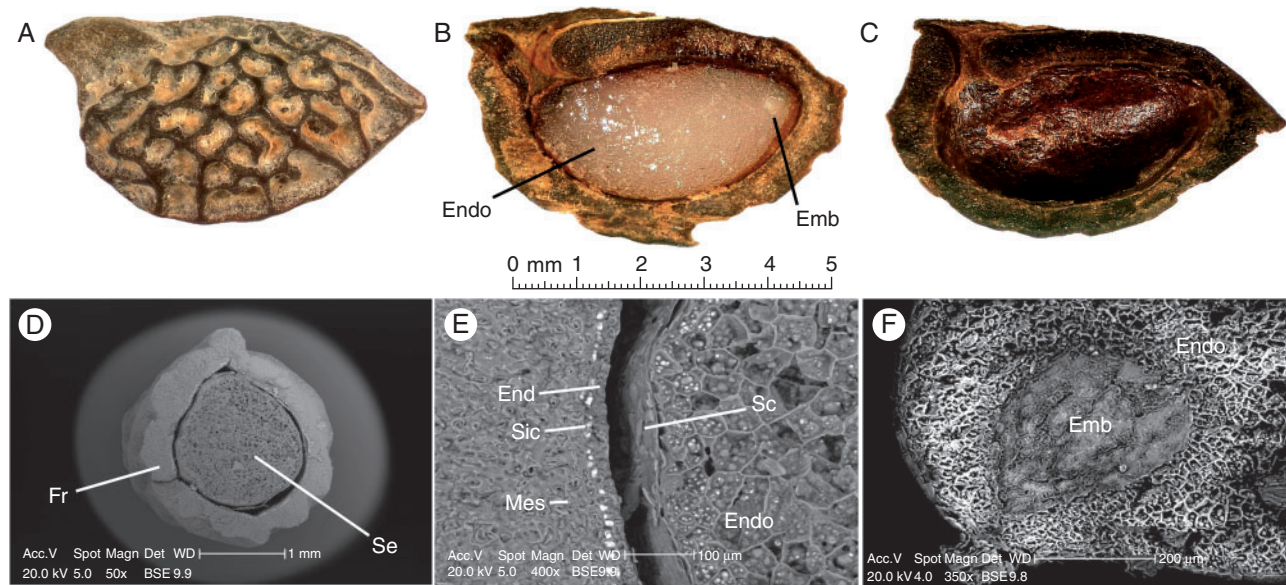 A
B
C
Endo
Emb
0 mm 1 2 3 4 5
D
Fr
Se
Acc.V Spot Magn Det WD 1 mm
20.0 kV 5.0 50x BSE 9.9
E
End
Sic
Sc
Mes
Endo
Acc.V Spot Magn Det WD 100 µm
20.0 kV 5.0 400x BSE 9.9
F
Endo
Emb
Acc.V Spot Magn Det WD 200 µm
20.0 kV 4.0 350x BSE 9.8